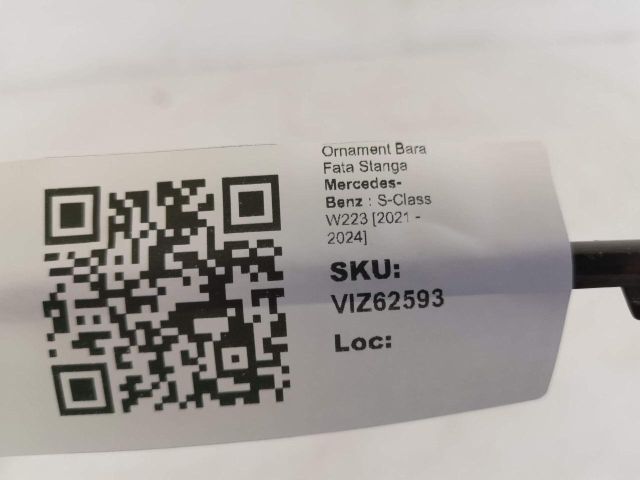 Ornament Bara
Fata Stanga
Mercedes-
Benz : S-Class
W223 [2021 -
2024]
SKU:
VIZ62593
Loc: